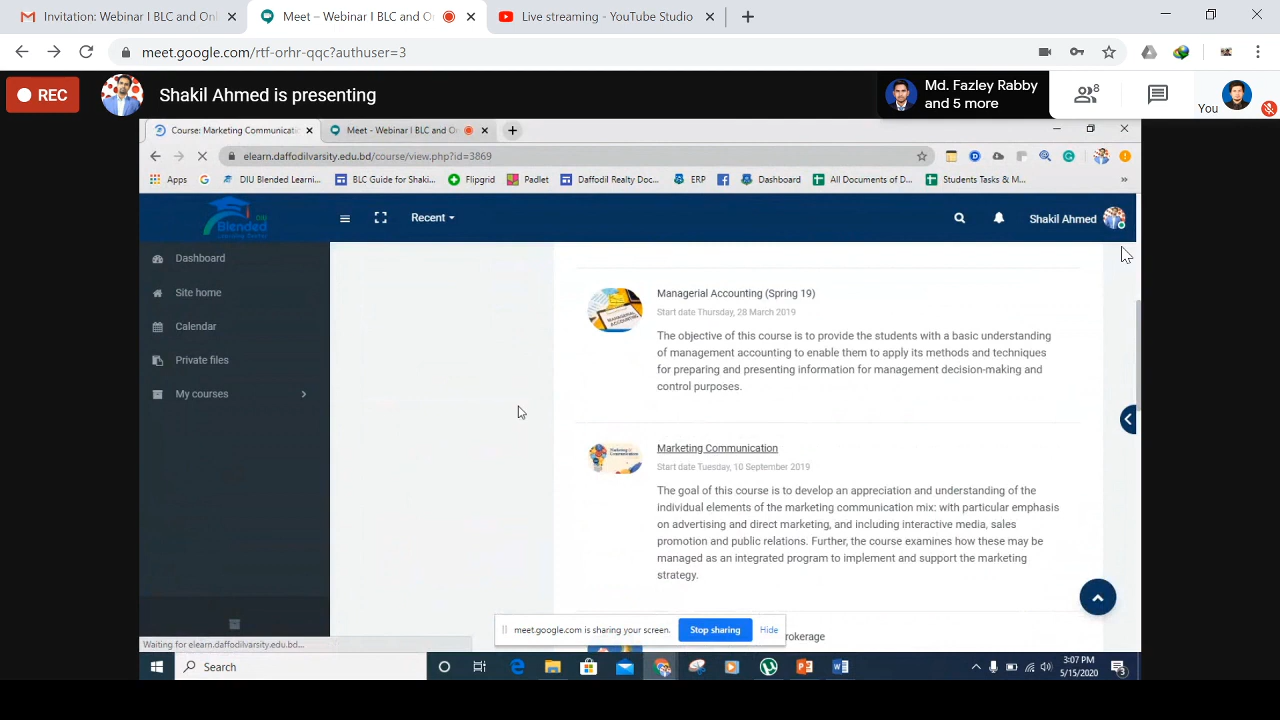 Invitation: Webinar I BLC and Onl
Meet – Webinar I BLC and O
Live streaming - YouTube Studio
meet.google.com/rtf-orhr-qqc?authuser=3
REC
Shakil Ahmed is presenting
Md. Fazley Rabby
and 5 more
8
You
Course: Marketing Communicat
Meet - Webinar I BLC and O
elearn.daffodilvarsity.edu.bd/course/view.php?id=3869
Apps
DIU Blended Learni...
BLC Guide for Shaki...
Flipgrid
Padlet
Daffodil Realty Doc...
ERP
Dashboard
All Documents of D...
Students Tasks & M...
»
Blended
Recent
Shakil Ahmed
Dashboard
Site home
Calendar
Private files
My courses
Managerial Accounting (Spring 19)
Start date Thursday, 28 March 2019
The objective of this course is to provide the students with a basic understanding
of management accounting to enable them to apply its methods and techniques
for preparing and presenting information for management decision-making and
control purposes.
Marketing Communication
Start date Tuesday, 10 September 2019
The goal of this course is to develop an appreciation and understanding of the
individual elements of the marketing communication mix: with particular emphasis
on advertising and direct marketing, and including interactive media, sales
promotion and public relations. Further, the course examines how these may be
managed as an integrated program to implement and support the marketing
strategy.
meet.google.com is sharing your screen.
Stop sharing
Hide
rokerage
Waiting for elearn.daffodilvarsity.edu.bd...
Search
3:07 PM
5/15/2020
3